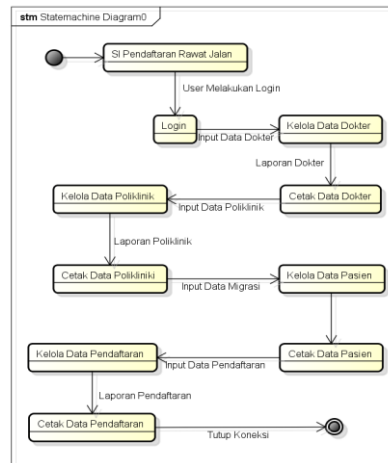 stm Statemachine Diagram0
SI Pendaftaran Rawat Jalan
User Melakukan Login
Login
Input Data Dokter
Kelola Data Dokter
Laporan Dokter
Kelola Data Poliklinik
Input Data Poliklinik
Cetak Data Dokter
Laporan Poliklinik
Cetak Data Polikliniki
Input Data Migrasi
Kelola Data Pasien
Kelola Data Pendaftaran
Input Data Pendaftaran
Cetak Data Pasien
Laporan Pendaftaran
Cetak Data Pendaftaran
Tutup Koneksi